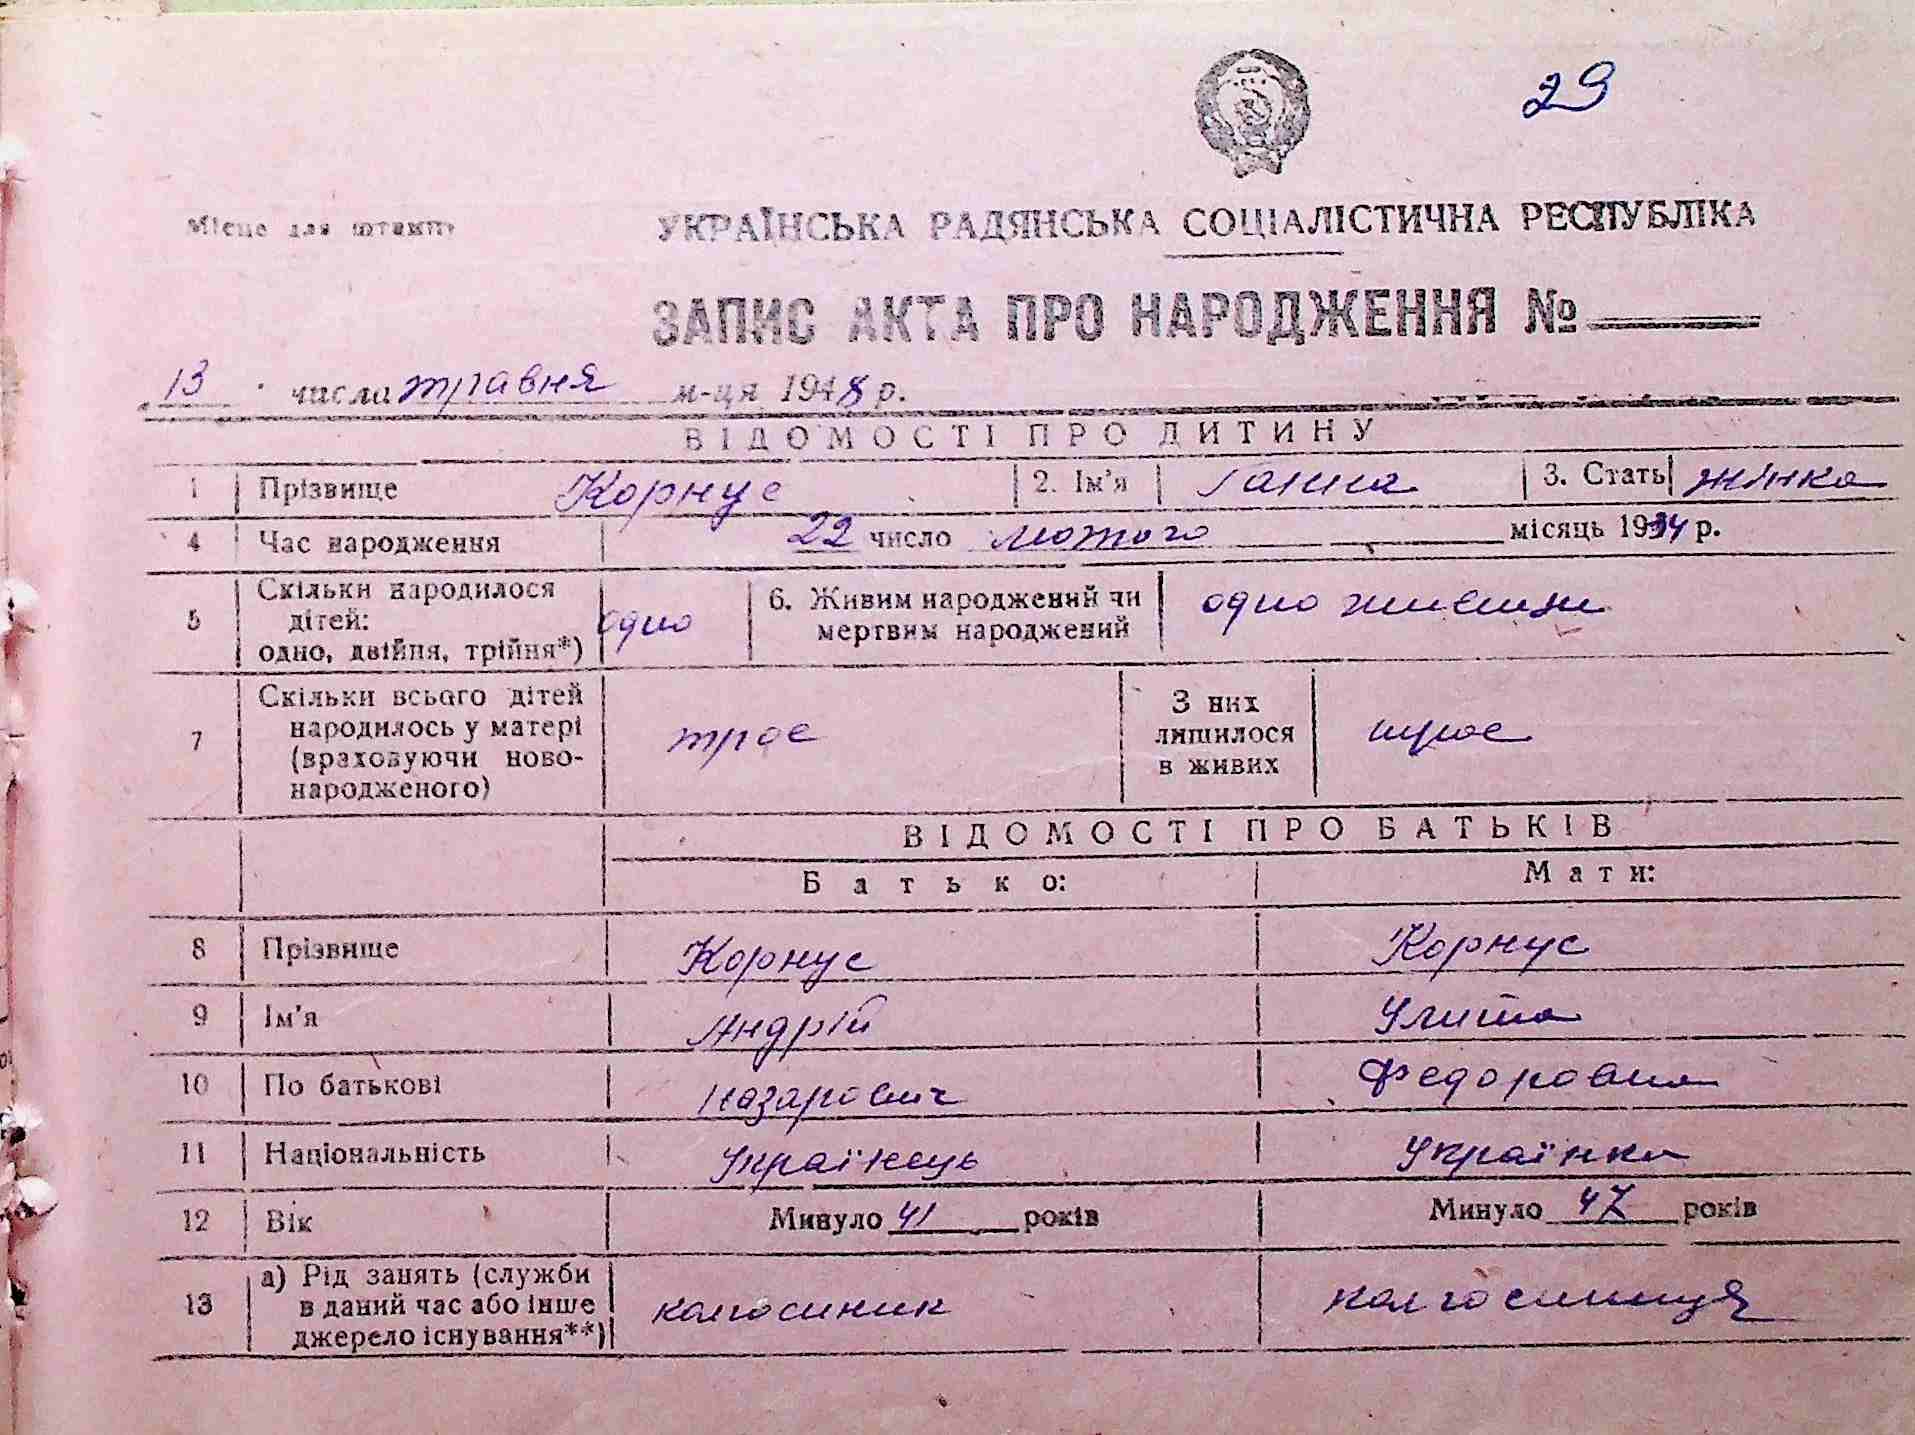 29
Місце для штампу УКРАЇНСЬКА РАДЯНСЬКА СОЦІАЛІСТИЧНА РЕСПУБЛІКА
ЗАПИС АКТА ПРО НАРОДЖЕННЯ №
13 числа травня м-ця 1948 р.
ВІДОМОСТІ ПРО ДИТИНУ
1 Прізвище Корнус 2. Ім'я Ганна 3. Стать жінка
4 Час народження 22 число лютого місяць 1934 р.
5 Скільки народилося дітей: одно, двійня, трійня*) одно 6. Живим народжений чи мертвим народжений одно живим
7 Скільки всього дітей народилось у матері (враховуючи ново-народженого) троє З них лишилося в живих троє
ВІДОМОСТІ ПРО БАТЬКІВ
Батько: Мати:
8 Прізвище Корнус Корнус
9 Ім'я Андрій Улита
10 По батькові Назарович Федоровна
11 Національність Українець Українка
12 Вік Минуло 41 років Минуло 47 років
13 а) Рід занять (служби в даний час або інше джерело існування**) колгоспник колгоспниця